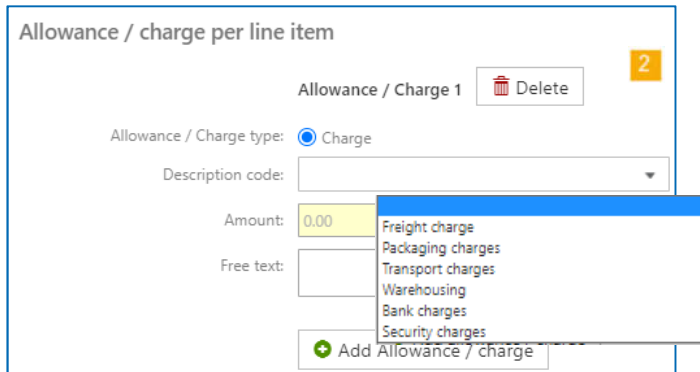 Allowance / charge per line item
2
Allowance / Charge 1 Delete
Allowance / Charge type: Charge
Description code:
Amount: 0.00
Freight charge
Packaging charges
Free text:
Transport charges
Warehousing
Bank charges
Security charges
Add Allowance / charge